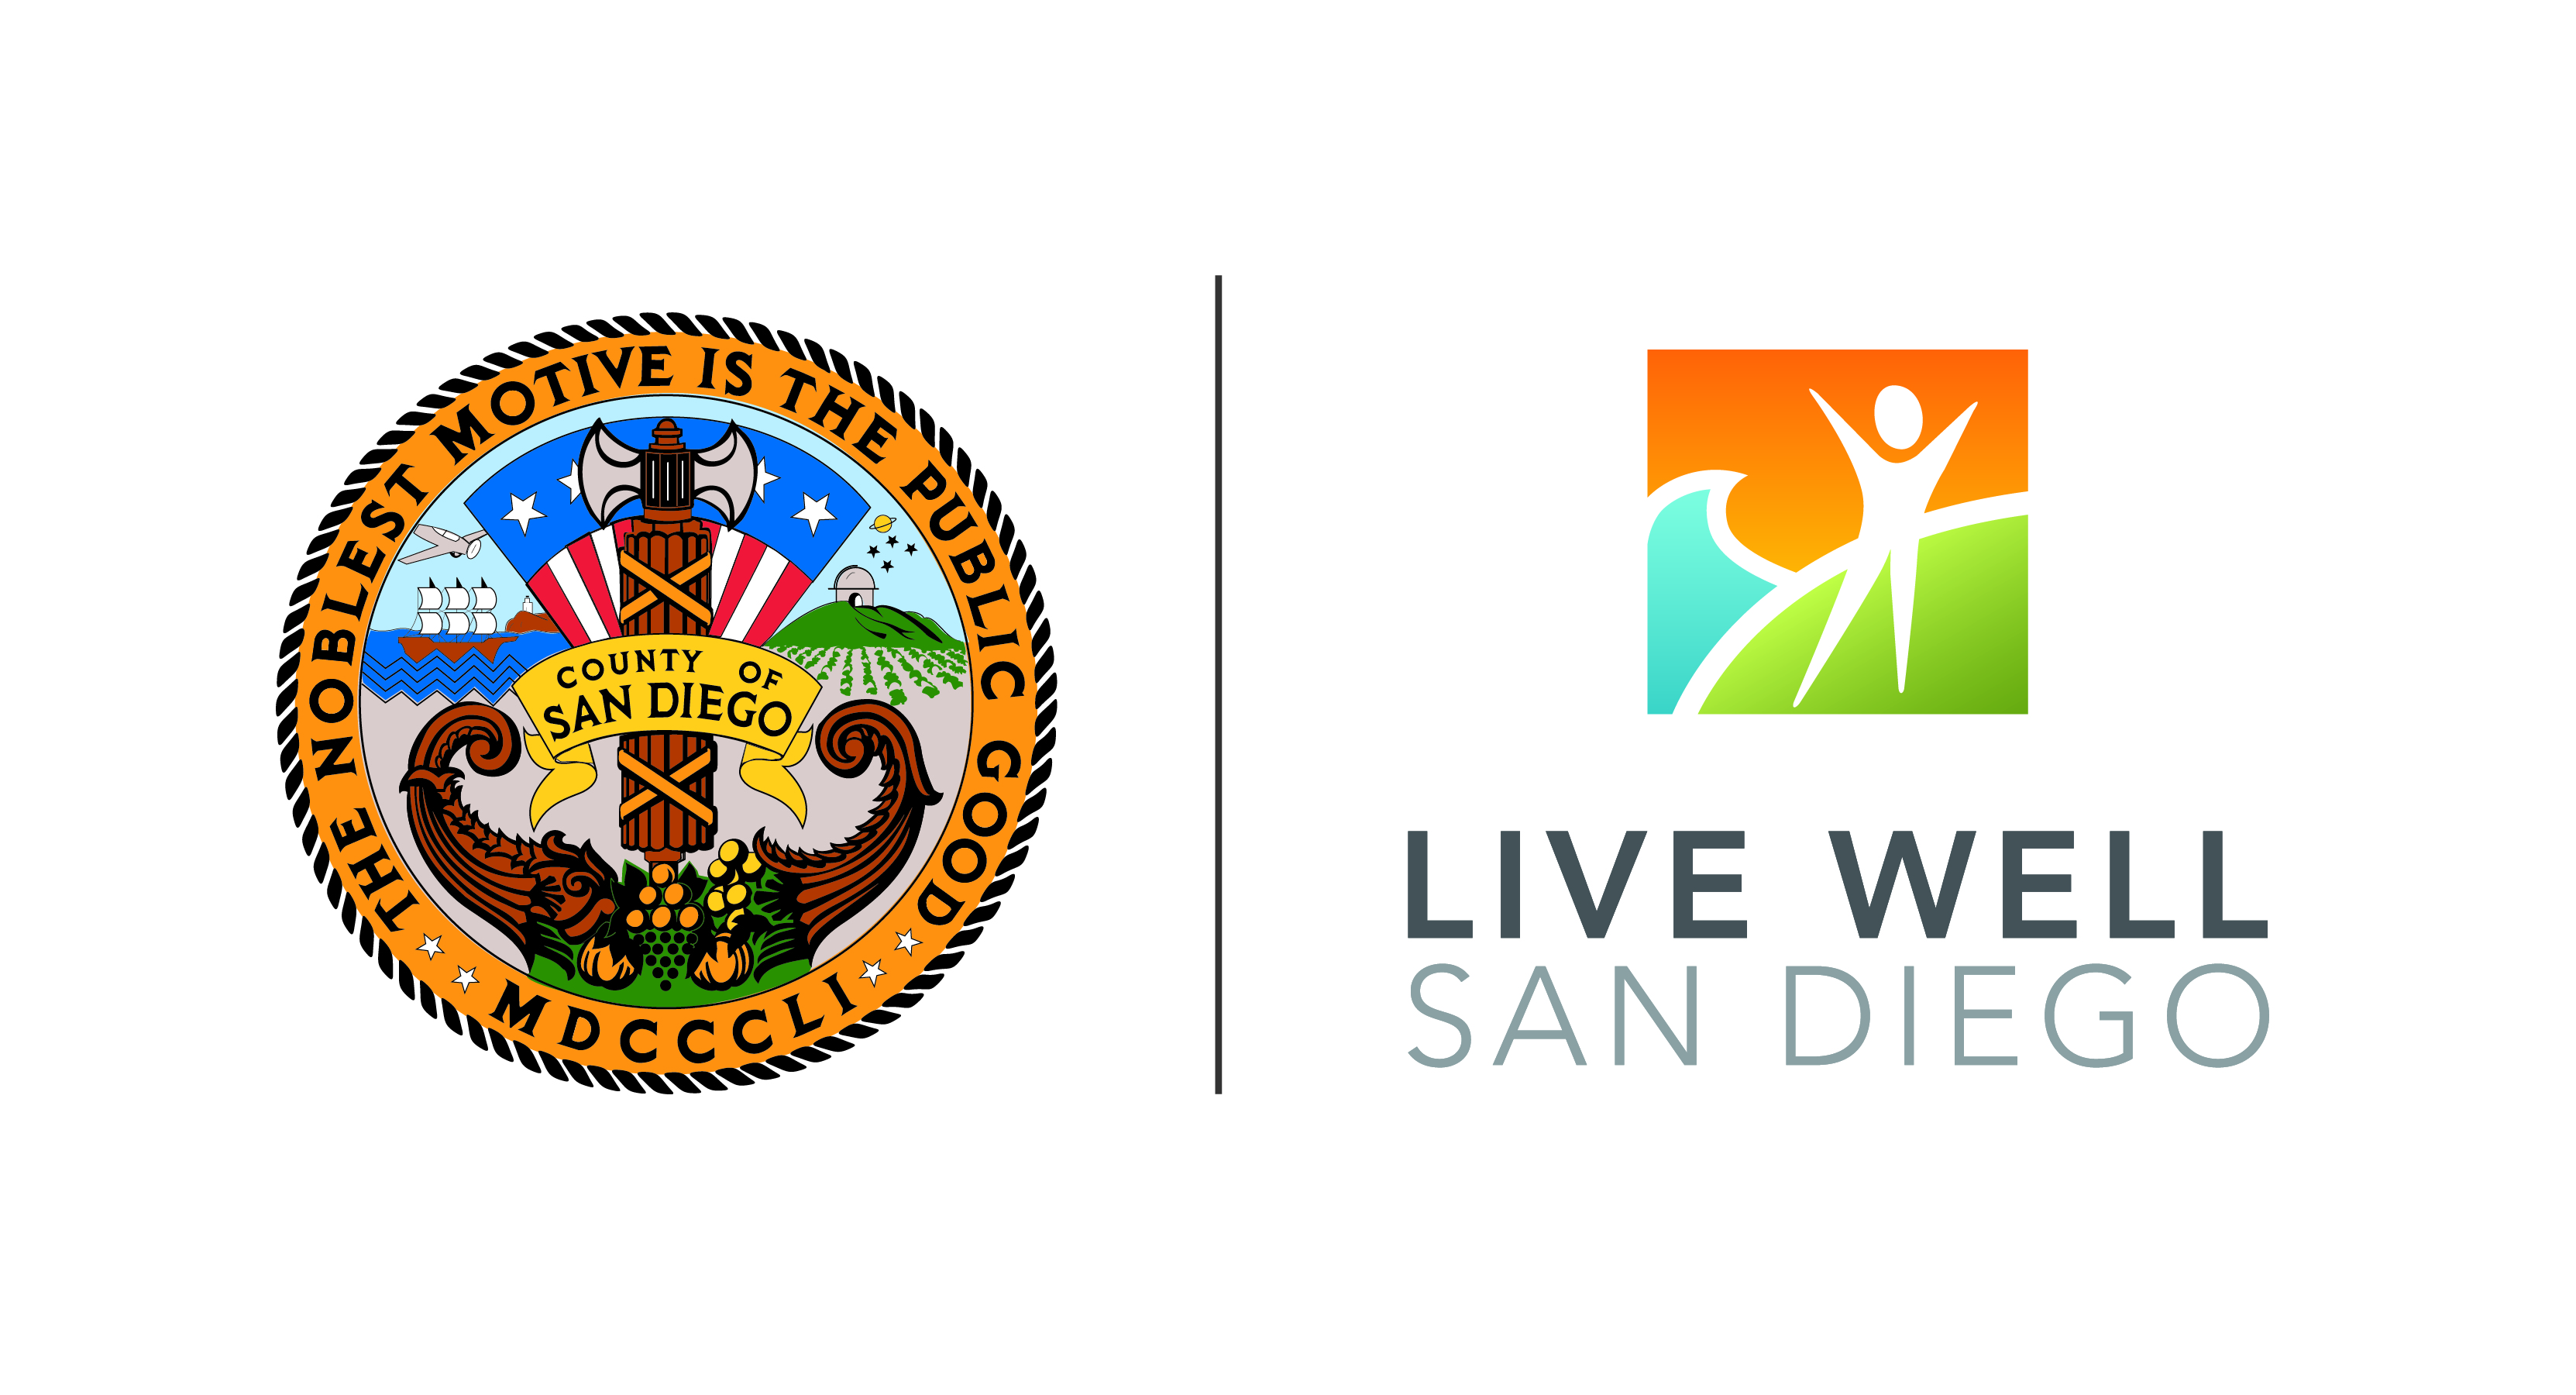 THE NOBLEST MOTIVE IS THE PUBLIC GOOD
COUNTY OF
SAN DIEGO
MDCCCLI
LIVE WELL
SAN DIEGO